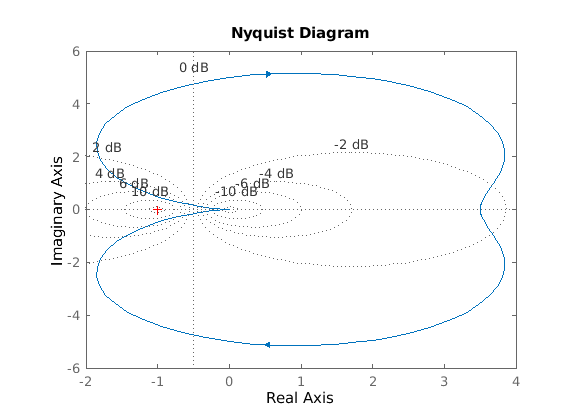 Nyquist Diagram
6
0 dB
4
-2 dB
2 dB
2
4 dB
-4 dB
6 dB
-6 dB
10 dB
-10 dB
0
Imaginary Axis
-2
-4
-6
-2
-1
0
1
2
3
4
Real Axis